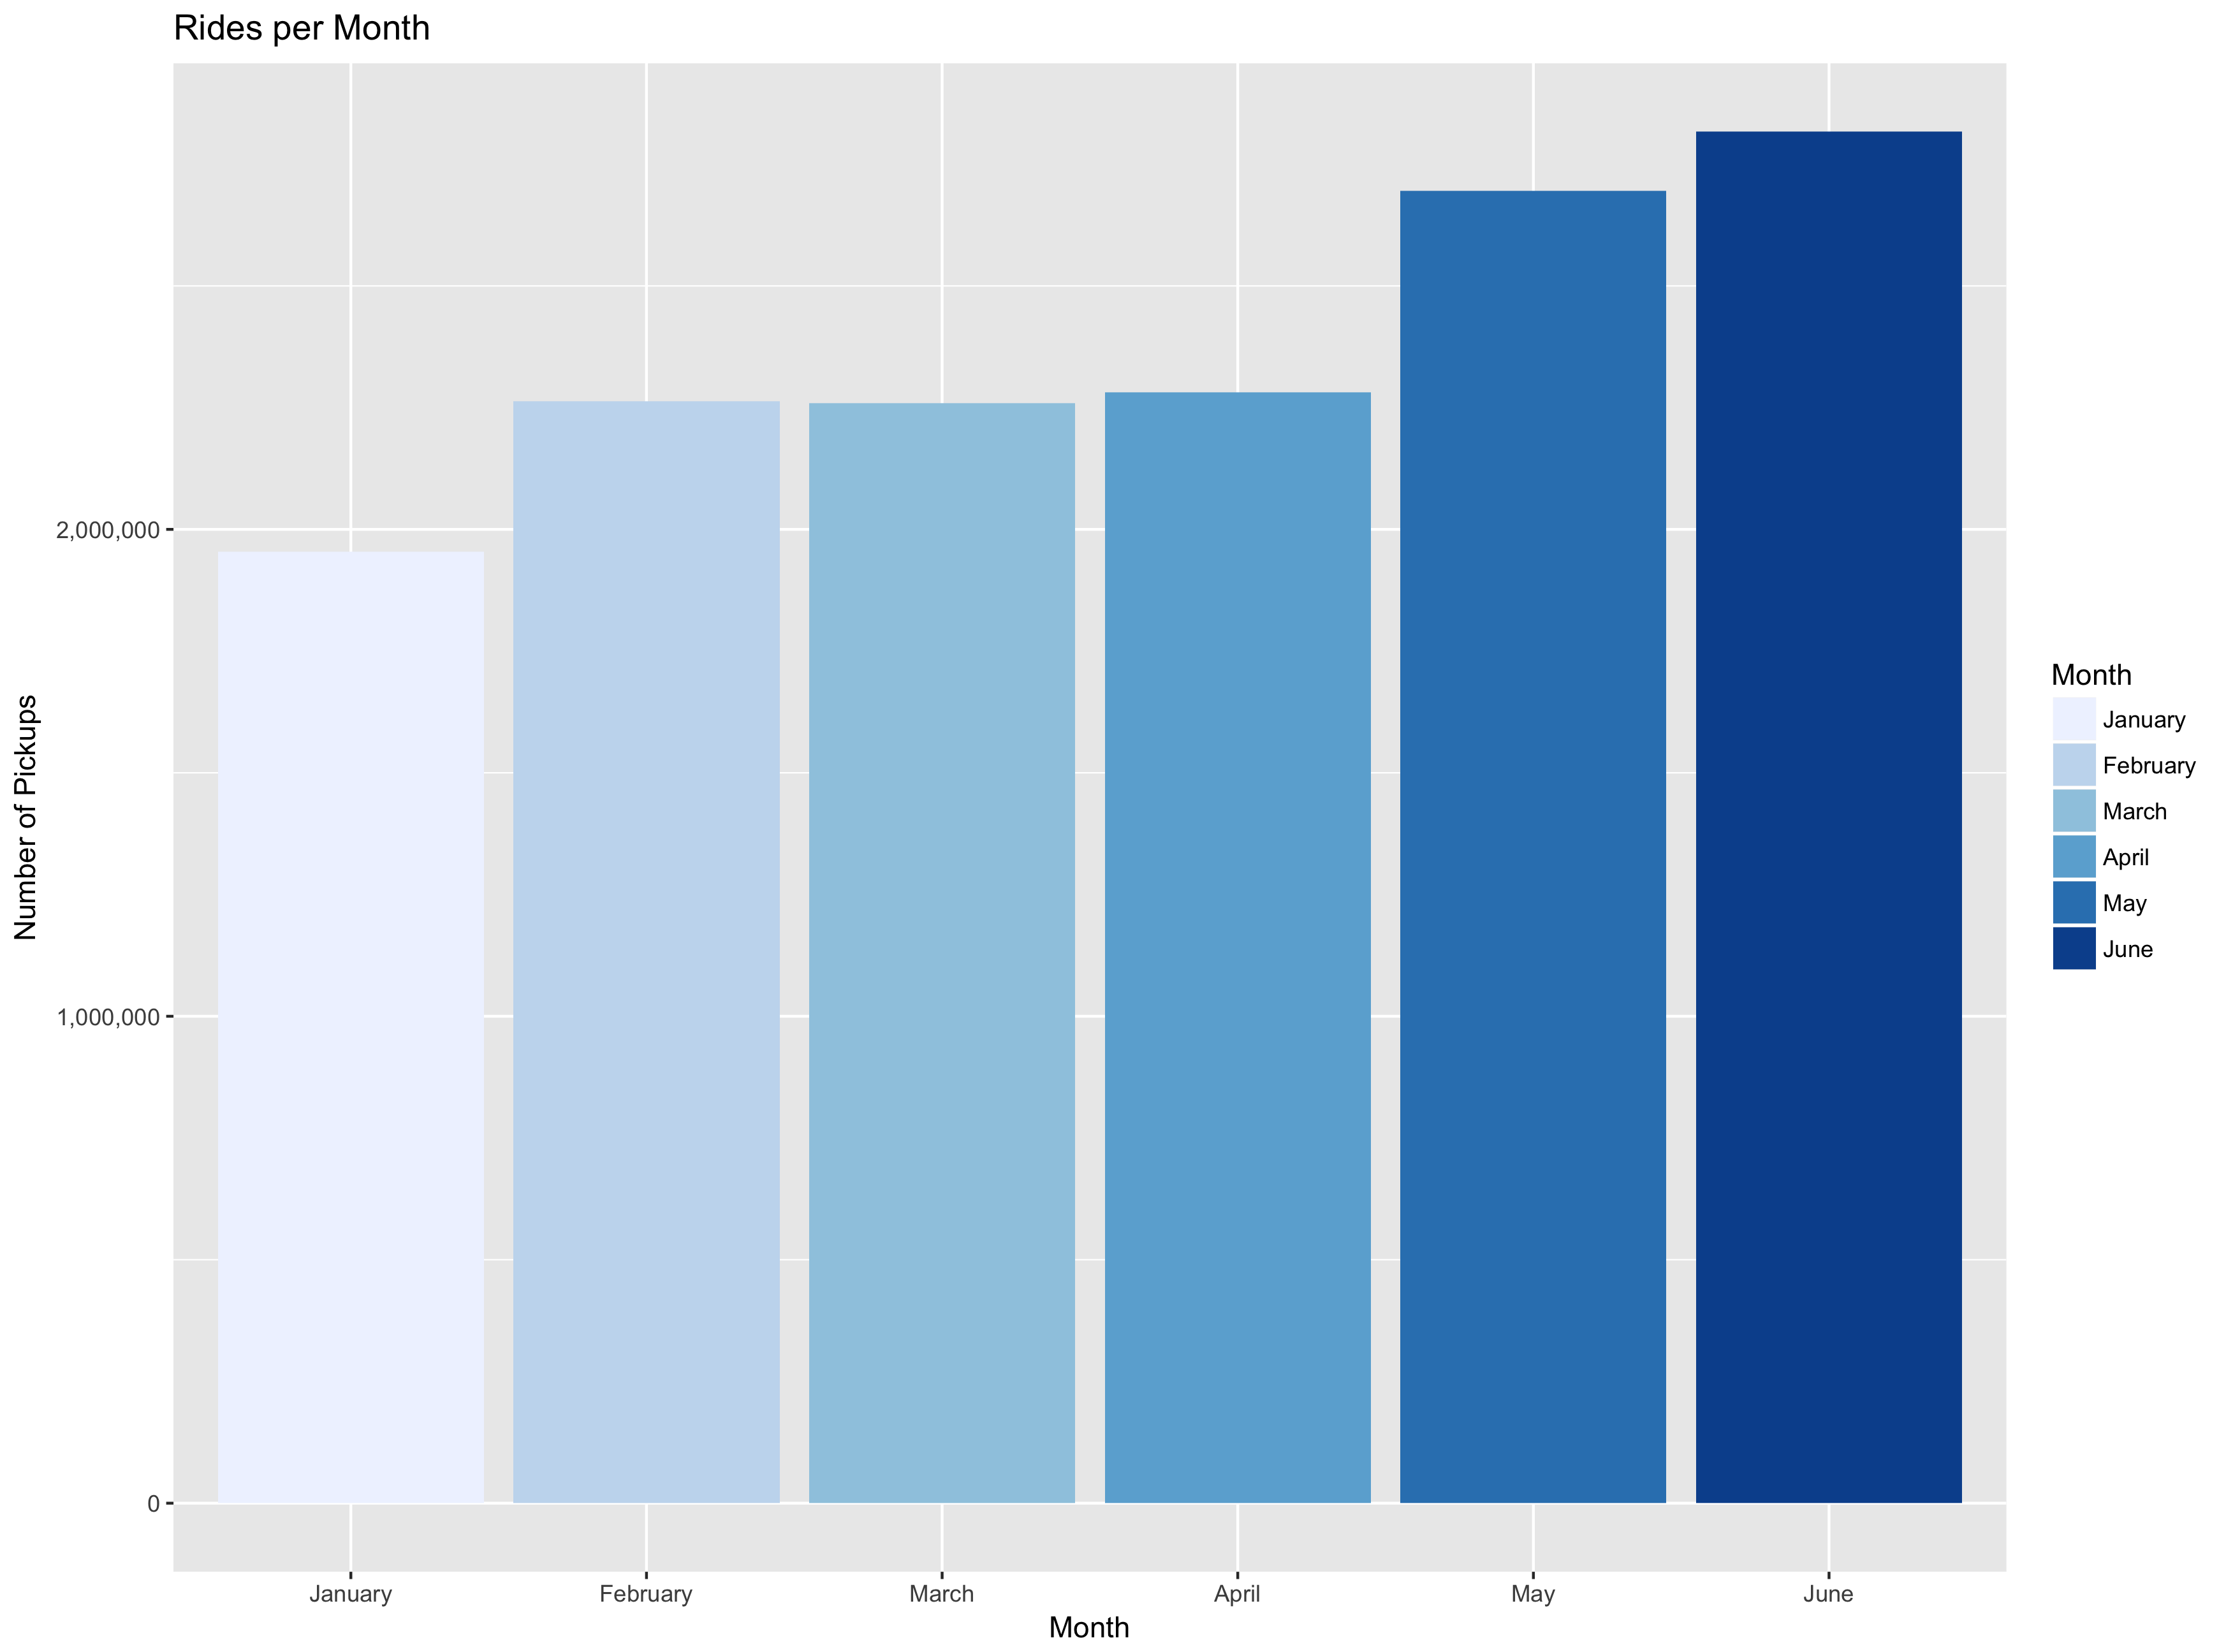 Rides per Month
Number of Pickups
2,000,000
1,000,000
0
January
February
March
April
May
June
Month
Month
January
February
March
April
May
June